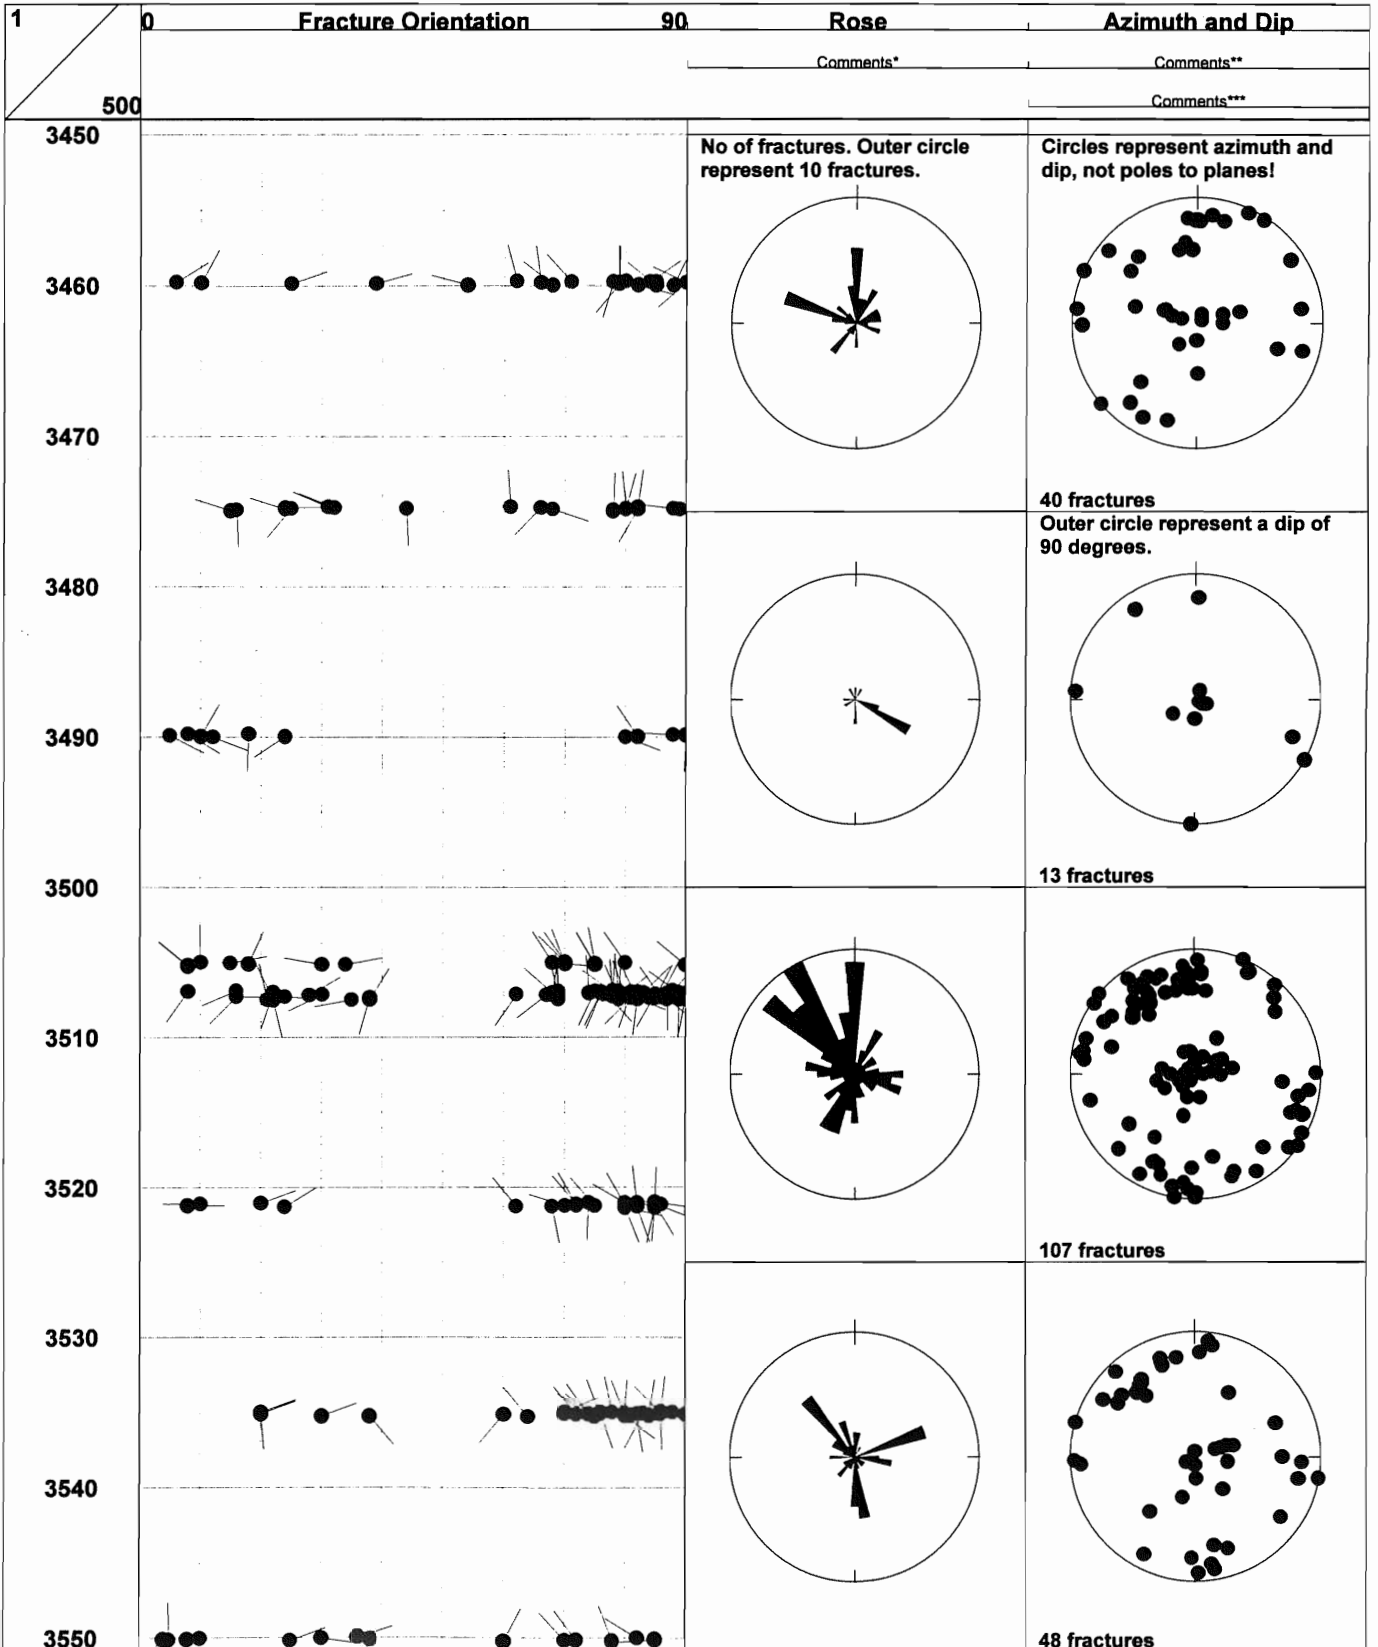 1
0 Fracture Orientation 90
Rose
Azimuth and Dip
Comments*
Comments**
Comments***
500
3450
No of fractures. Outer circle
represent 10 fractures.
Circles represent azimuth and
dip, not poles to planes!
3460
3470
40 fractures
Outer circle represent a dip of
90 degrees.
3480
3490
13 fractures
3500
3510
3520
107 fractures
3530
3540
3550
48 fractures